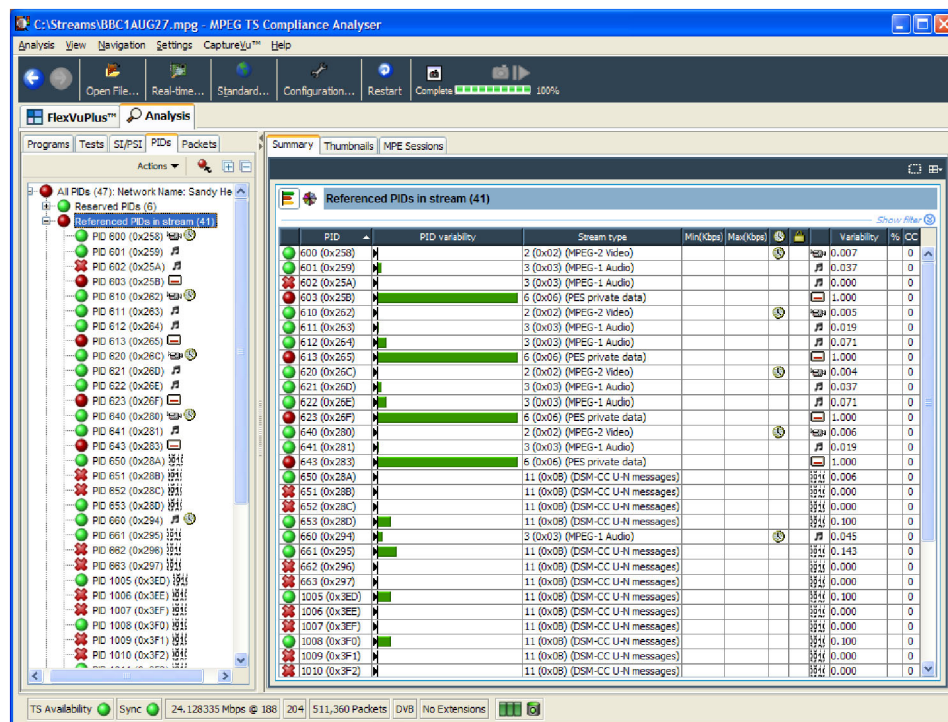 C:\Streams\BBC1AUG27.mpg - MPEG TS Compliance Analyser
Analysis View Navigation Settings CaptureVu™ Help
Open File... Real-time... Standard... Configuration... Restart Complete 100%
FlexVuPlus™ Analysis
Programs Tests SI/PSI PIDs Packets
Summary Thumbnails MPE Sessions
Actions
All PIDs (47): Network Name: Sandy He
Reserved PIDs (6)
Referenced PIDs in stream (41)
PID 600 (0x258)
PID 601 (0x259)
PID 602 (0x25A)
PID 603 (0x25B)
PID 610 (0x262)
PID 611 (0x263)
PID 612 (0x264)
PID 613 (0x265)
PID 620 (0x26C)
PID 621 (0x26D)
PID 622 (0x26E)
PID 623 (0x26F)
PID 640 (0x280)
PID 641 (0x281)
PID 643 (0x283)
PID 650 (0x28A)
PID 651 (0x28B)
PID 652 (0x28C)
PID 653 (0x28D)
PID 660 (0x294)
PID 661 (0x295)
PID 662 (0x296)
PID 663 (0x297)
PID 1005 (0x3ED)
PID 1006 (0x3EE)
PID 1007 (0x3EF)
PID 1008 (0x3F0)
PID 1009 (0x3F1)
PID 1010 (0x3F2)
Referenced PIDs in stream (41)
Show filter
PID PID variability Stream type Min(Kbps) Max(Kbps) Variability % CC
600 (0x258) 2 (0x02) (MPEG-2 Video) 0.007 0
601 (0x259) 3 (0x03) (MPEG-1 Audio) 0.037 0
602 (0x25A) 3 (0x03) (MPEG-1 Audio) 0.000 0
603 (0x25B) 6 (0x06) (PES private data) 1.000 0
610 (0x262) 2 (0x02) (MPEG-2 Video) 0.005 0
611 (0x263) 3 (0x03) (MPEG-1 Audio) 0.019 0
612 (0x264) 3 (0x03) (MPEG-1 Audio) 0.071 0
613 (0x265) 6 (0x06) (PES private data) 1.000 0
620 (0x26C) 2 (0x02) (MPEG-2 Video) 0.004 0
621 (0x26D) 3 (0x03) (MPEG-1 Audio) 0.037 0
622 (0x26E) 3 (0x03) (MPEG-1 Audio) 0.071 0
623 (0x26F) 6 (0x06) (PES private data) 1.000 0
640 (0x280) 2 (0x02) (MPEG-2 Video) 0.006 0
641 (0x281) 3 (0x03) (MPEG-1 Audio) 0.019 0
643 (0x283) 6 (0x06) (PES private data) 1.000 0
650 (0x28A) 11 (0x0B) (DSM-CC U-N messages) 0.006 0
651 (0x28B) 11 (0x0B) (DSM-CC U-N messages) 0.000 0
652 (0x28C) 11 (0x0B) (DSM-CC U-N messages) 0.000 0
653 (0x28D) 11 (0x0B) (DSM-CC U-N messages) 0.100 0
660 (0x294) 3 (0x03) (MPEG-1 Audio) 0.045 0
661 (0x295) 11 (0x0B) (DSM-CC U-N messages) 0.143 0
662 (0x296) 11 (0x0B) (DSM-CC U-N messages) 0.000 0
663 (0x297) 11 (0x0B) (DSM-CC U-N messages) 0.000 0
1005 (0x3ED) 11 (0x0B) (DSM-CC U-N messages) 0.100 0
1006 (0x3EE) 11 (0x0B) (DSM-CC U-N messages) 0.000 0
1007 (0x3EF) 11 (0x0B) (DSM-CC U-N messages) 0.000 0
1008 (0x3F0) 11 (0x0B) (DSM-CC U-N messages) 0.100 0
1009 (0x3F1) 11 (0x0B) (DSM-CC U-N messages) 0.000 0
1010 (0x3F2) 11 (0x0B) (DSM-CC U-N messages) 0.000 0
TS Availability Sync 24.128335 Mbps @ 188 204 511,360 Packets DVB No Extensions